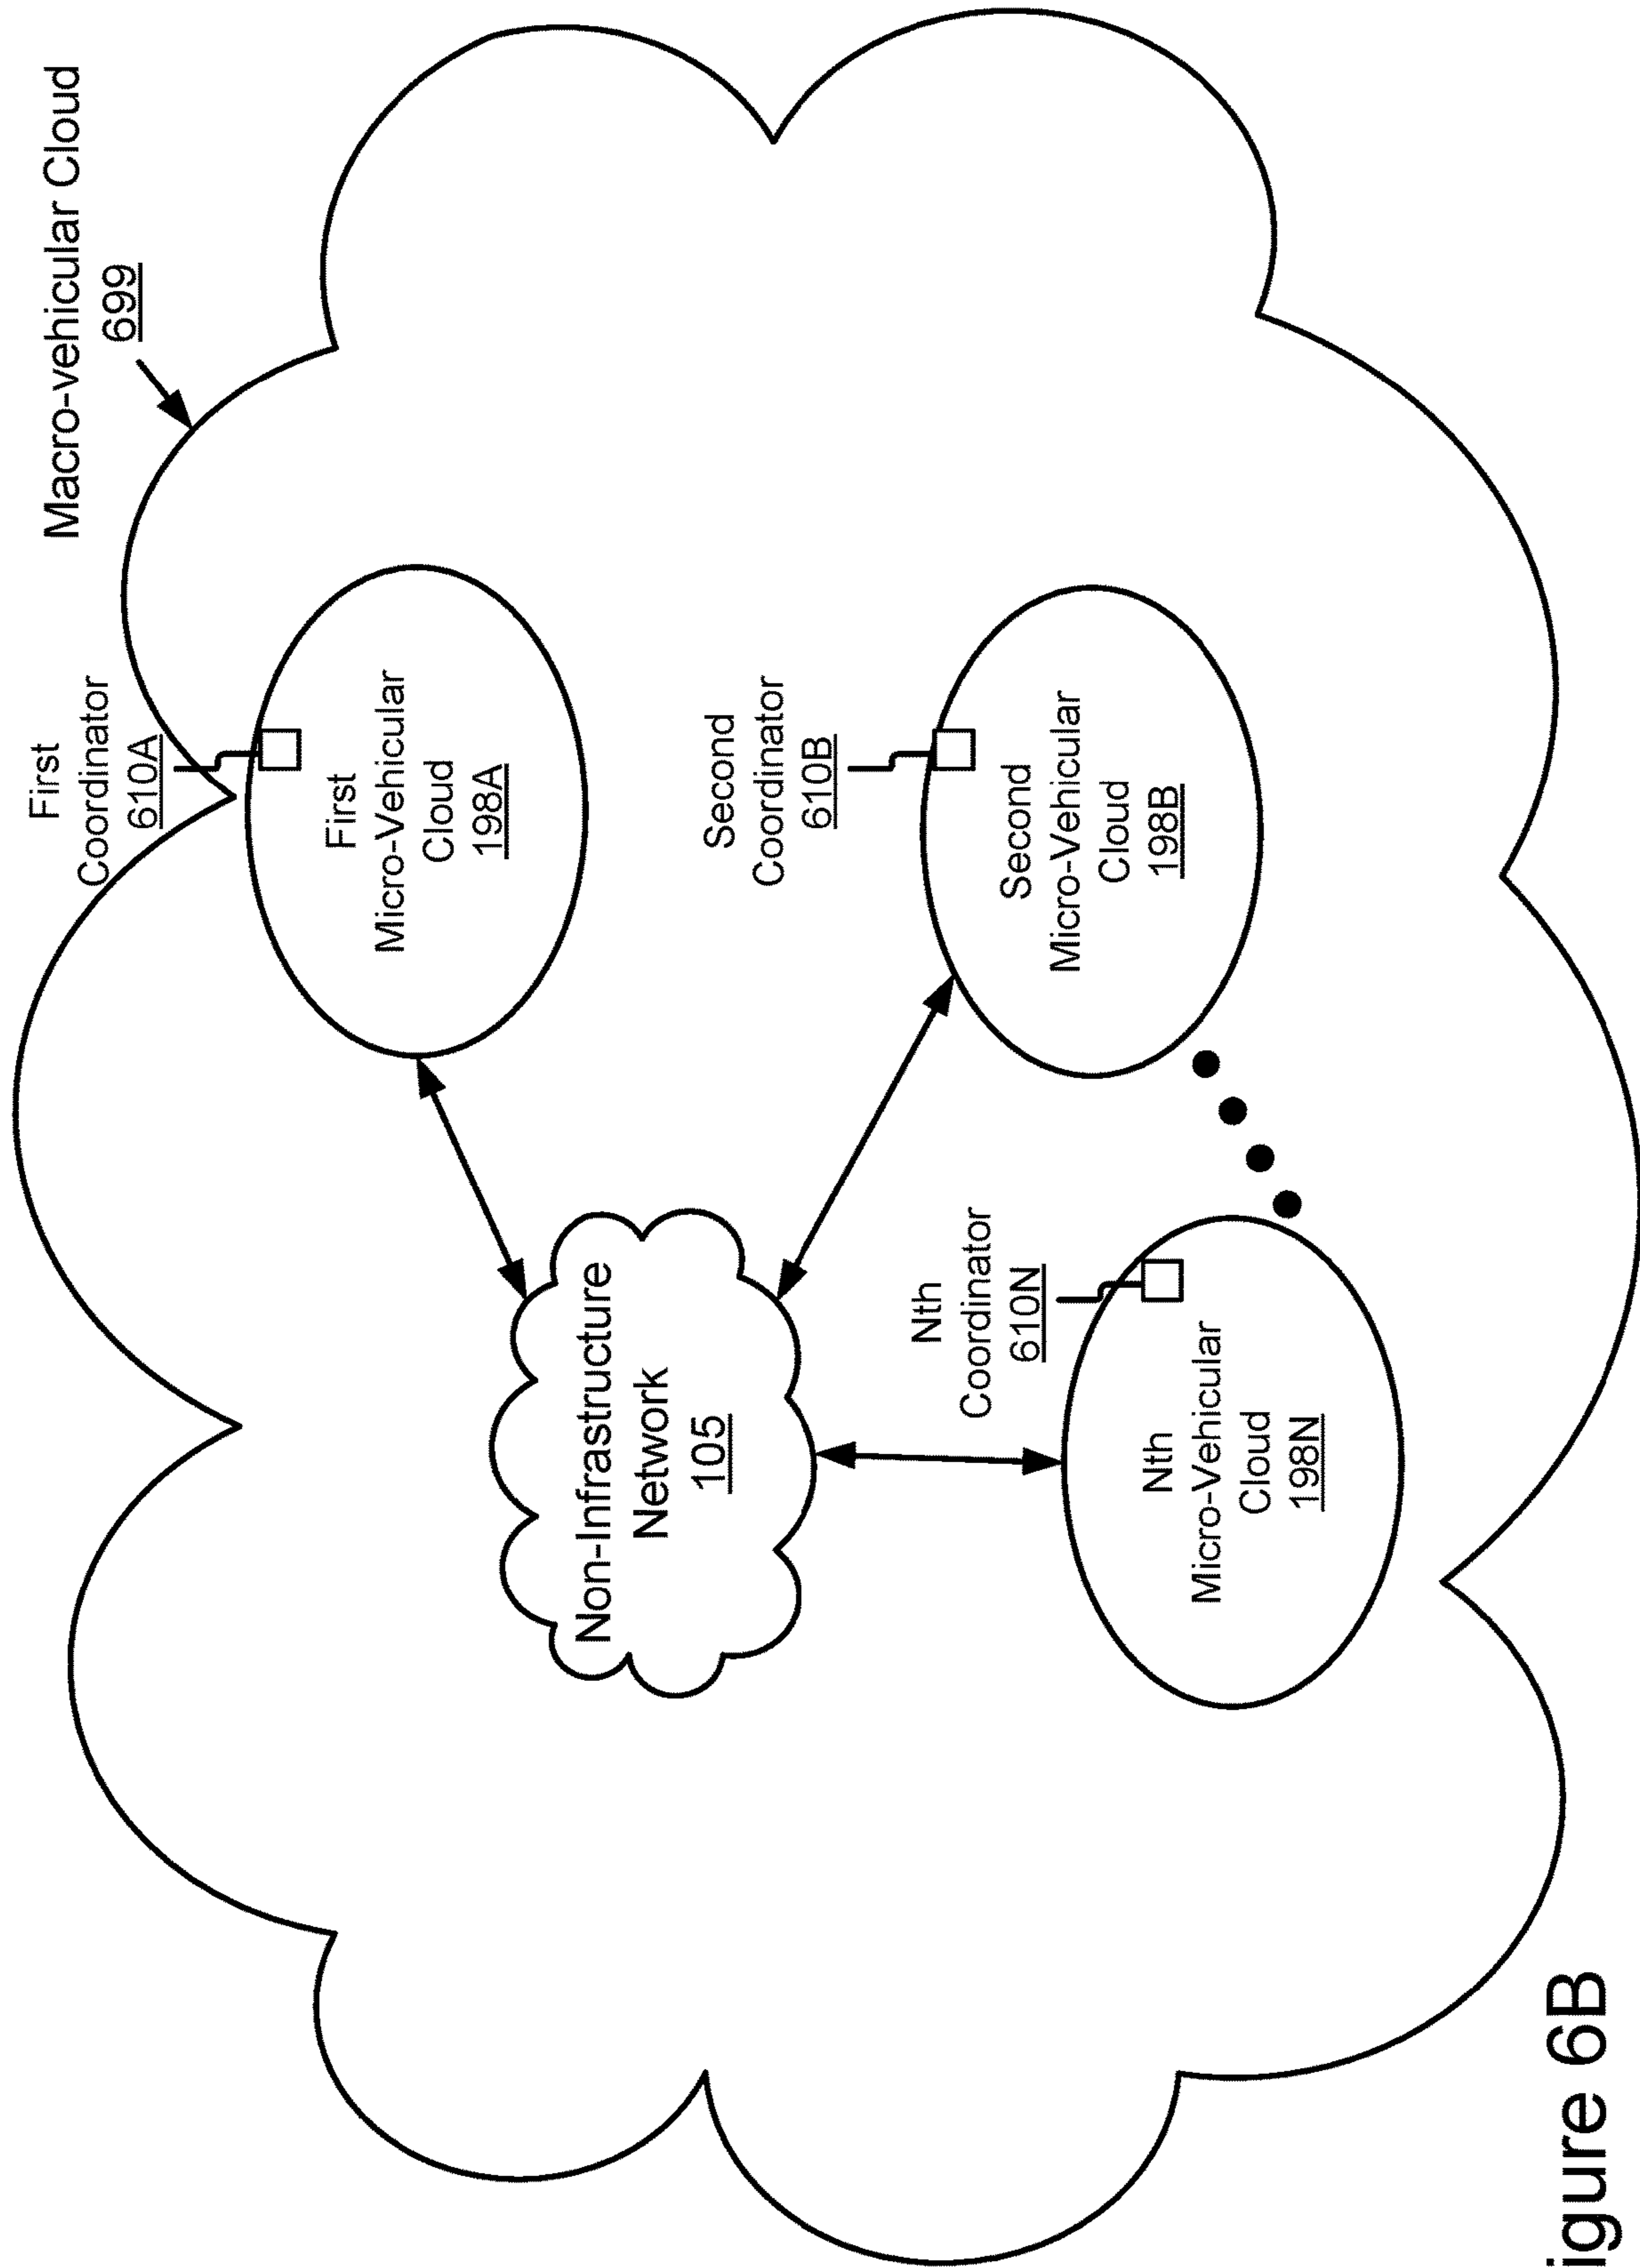 Macro-vehicular Cloud
699
First
Coordinator
610A
First
Micro-Vehicular
Cloud
198A
Second
Coordinator
610B
Second
Micro-Vehicular
Cloud
198B
Non-Infrastructure
Network
105
Nth
Coordinator
610N
Nth
Micro-Vehicular
Cloud
198N
igure 6B